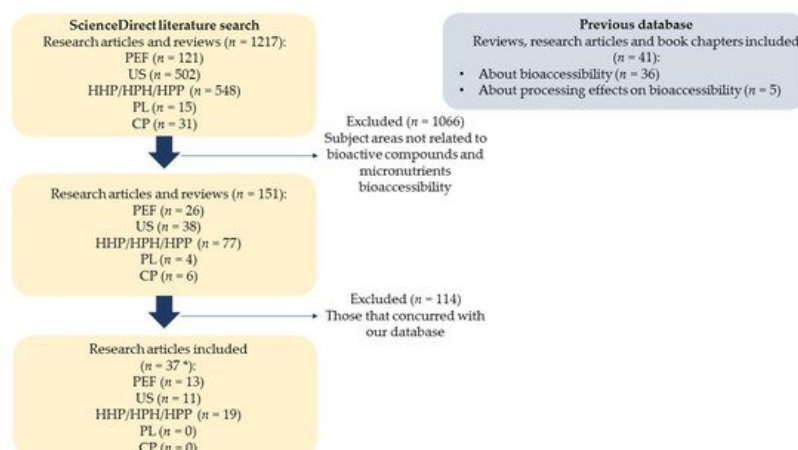 ScienceDirect literature search
Research articles and reviews (n = 1217):
PEF (n = 121)
US (n = 502)
HHP/HPH/HPP (n = 548)
PL (n = 15)
CP (n = 31)
Previous database
Reviews, research articles and book chapters included
(n = 41):
• About bioaccessibility (n = 36)
• About processing effects on bioaccessibility (n = 5)
Excluded (n = 1066)
Subject areas not related to
bioactive compounds and
micronutrients
bioaccessibility
Research articles and reviews (n = 151):
PEF (n = 26)
US (n = 38)
HHP/HPH/HPP (n = 77)
PL (n = 4)
CP (n = 6)
Excluded (n = 114)
Those that concurred with
our database
Research articles included
(n = 37 *):
PEF (n = 13)
US (n = 11)
HHP/HPH/HPP (n = 19)
PL (n = 0)
CP (n = 0)